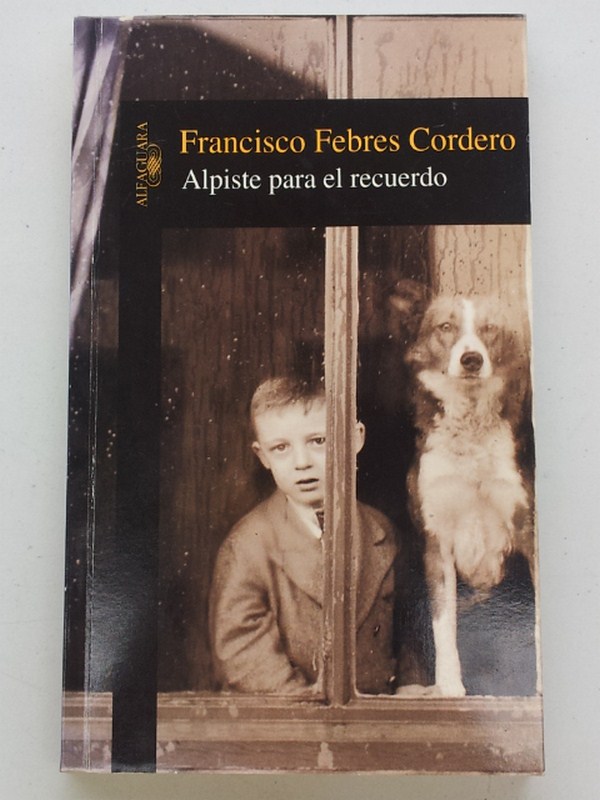 ALFAGUARA
Francisco Febres Cordero
Alpiste para el recuerdo